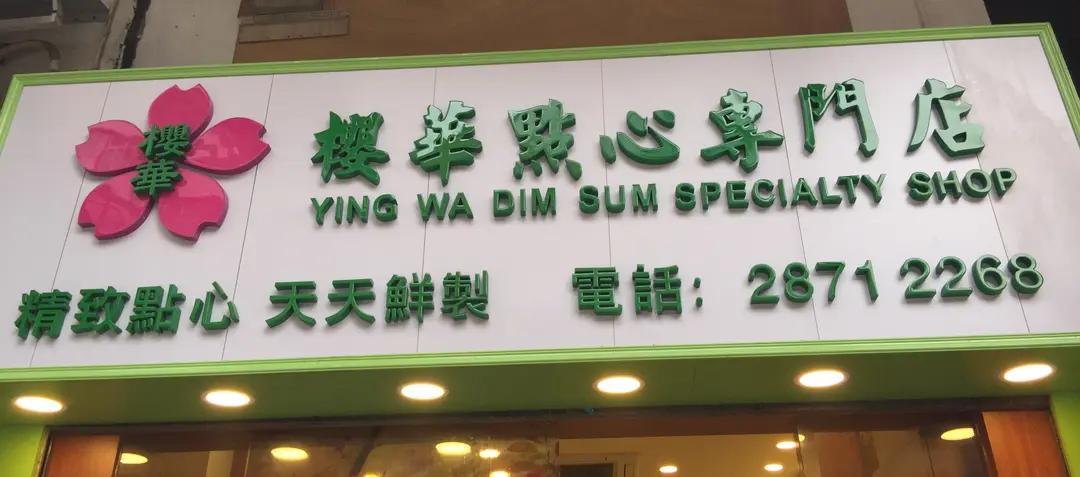 櫻華
櫻華點心專門店
YING WA DIM SUM SPECIALTY SHOP
精致點心 天天鮮製 電話: 2871 2268